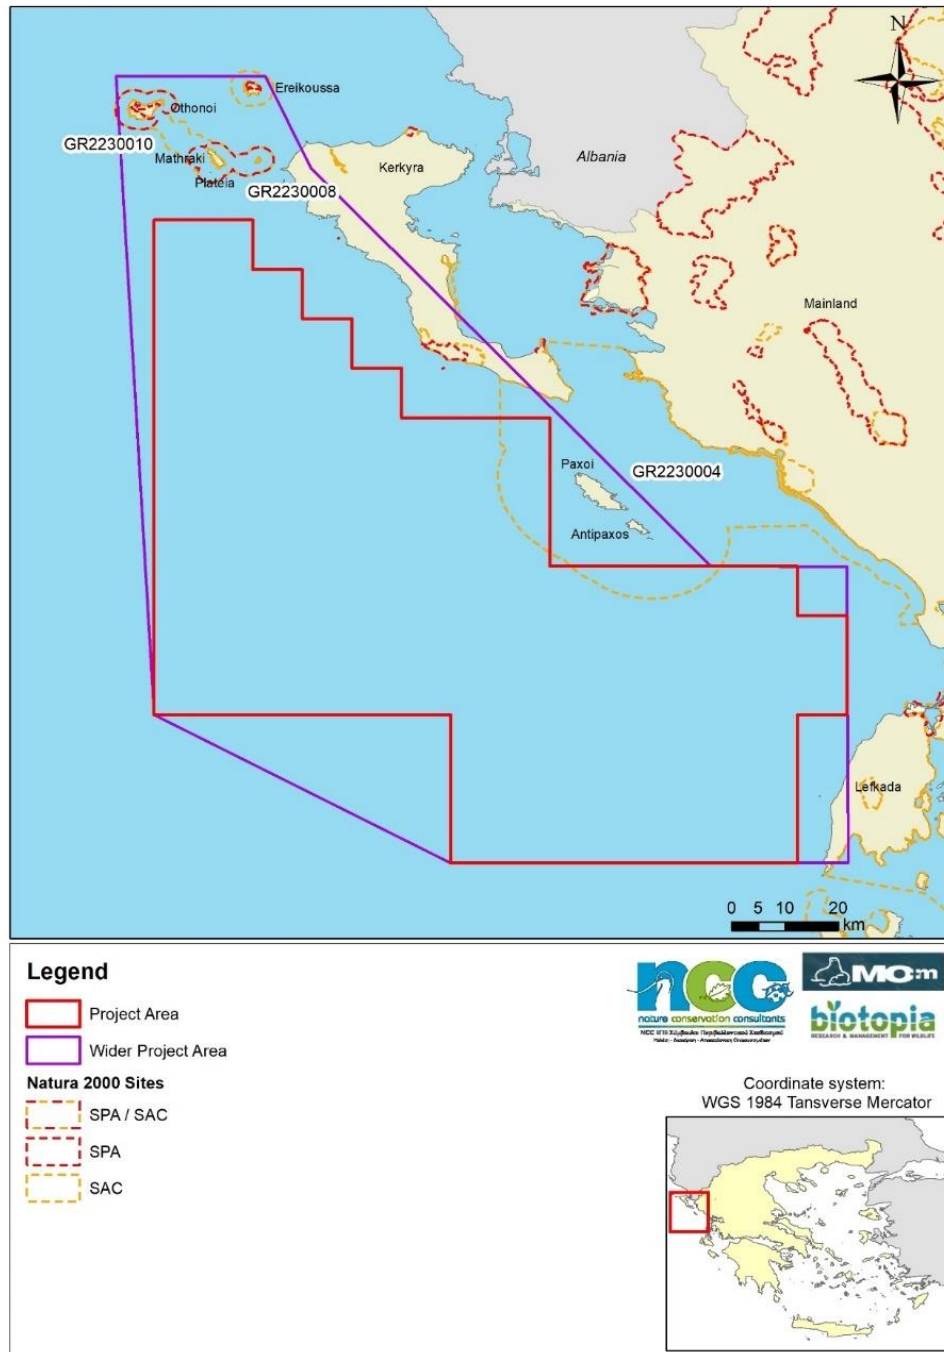 N
Ereikoussa
Othonoi
GR2230010
Mathraki
Plateia
GR2230008
Kerkyra
Albania
Mainland
Paxoi
GR2230004
Antipaxos
Lefkada
0 5 10 20
km
Legend
Project Area
Wider Project Area
Natura 2000 Sites
SPA / SAC
SPA
SAC
ncc
nature conservation consultants
MOm
biotopia
RESEARCH & MANAGEMENT FOR WILDLIFE
Coordinate system:
WGS 1984 Tansverse Mercator